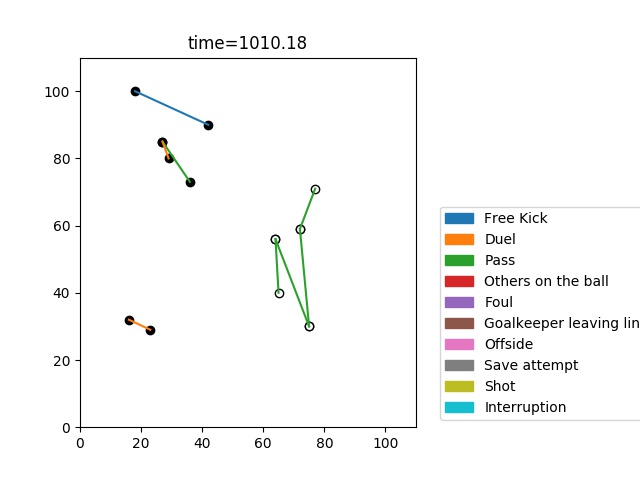 time=1010.18
100
80
60
40
20
0
0 20 40 60 80 100
Free Kick
Duel
Pass
Others on the ball
Foul
Goalkeeper leaving lin
Offside
Save attempt
Shot
Interruption